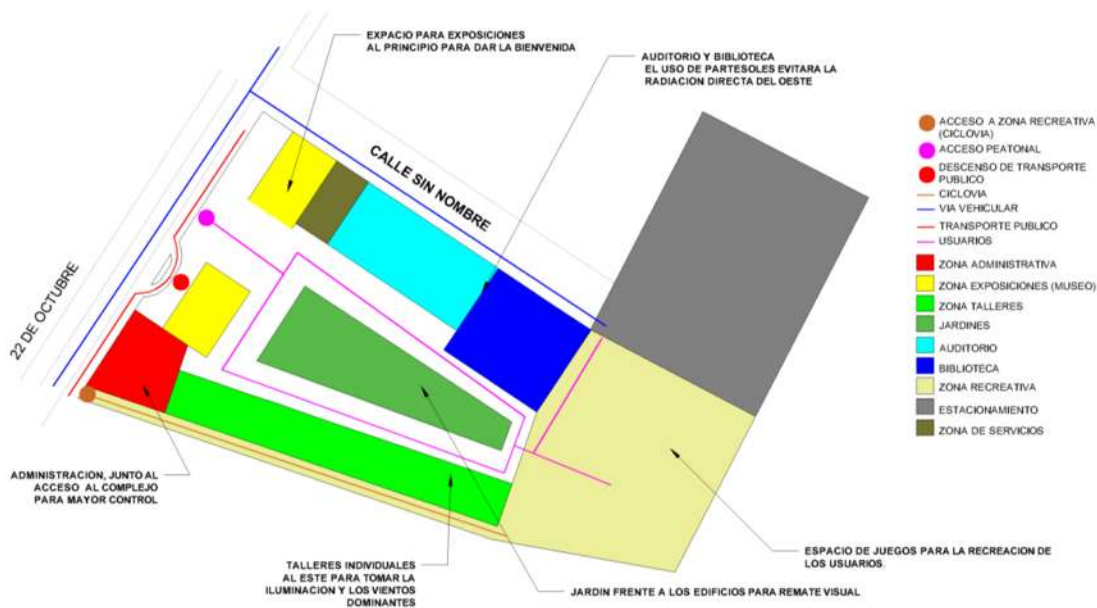 EXPACIO PARA EXPOSICIONES
AL PRINCIPIO PARA DAR LA BIENVENIDA
AUDITORIO Y BIBLIOTECA
EL USO DE PARTESOLES EVITARA LA
RADIACION DIRECTA DEL OESTE
CALLE SIN NOMBRE
22 DE OCTUBRE
ACCESO A ZONA RECREATIVA
(CICLOVIA)
ACCESO PEATONAL
DESCENSO DE TRANSPORTE
PUBLICO
CICLOVIA
VIA VEHICULAR
TRANSPORTE PUBLICO
USUARIOS
ZONA ADMINISTRATIVA
ZONA EXPOSICIONES (MUSEO)
ZONA TALLERES
JARDINES
AUDITORIO
BIBLIOTECA
ZONA RECREATIVA
ESTACIONAMIENTO
ZONA DE SERVICIOS
ADMINISTRACION, JUNTO AL
ACCESO AL COMPLEJO
PARA MAYOR CONTROL
TALLERES INDIVIDUALES
AL ESTE PARA TOMAR LA
ILUMINACION Y LOS VIENTOS
DOMINANTES
JARDIN FRENTE A LOS EDIFICIOS PARA REMATE VISUAL
ESPACIO DE JUEGOS PARA LA RECREACION DE
LOS USUARIOS.